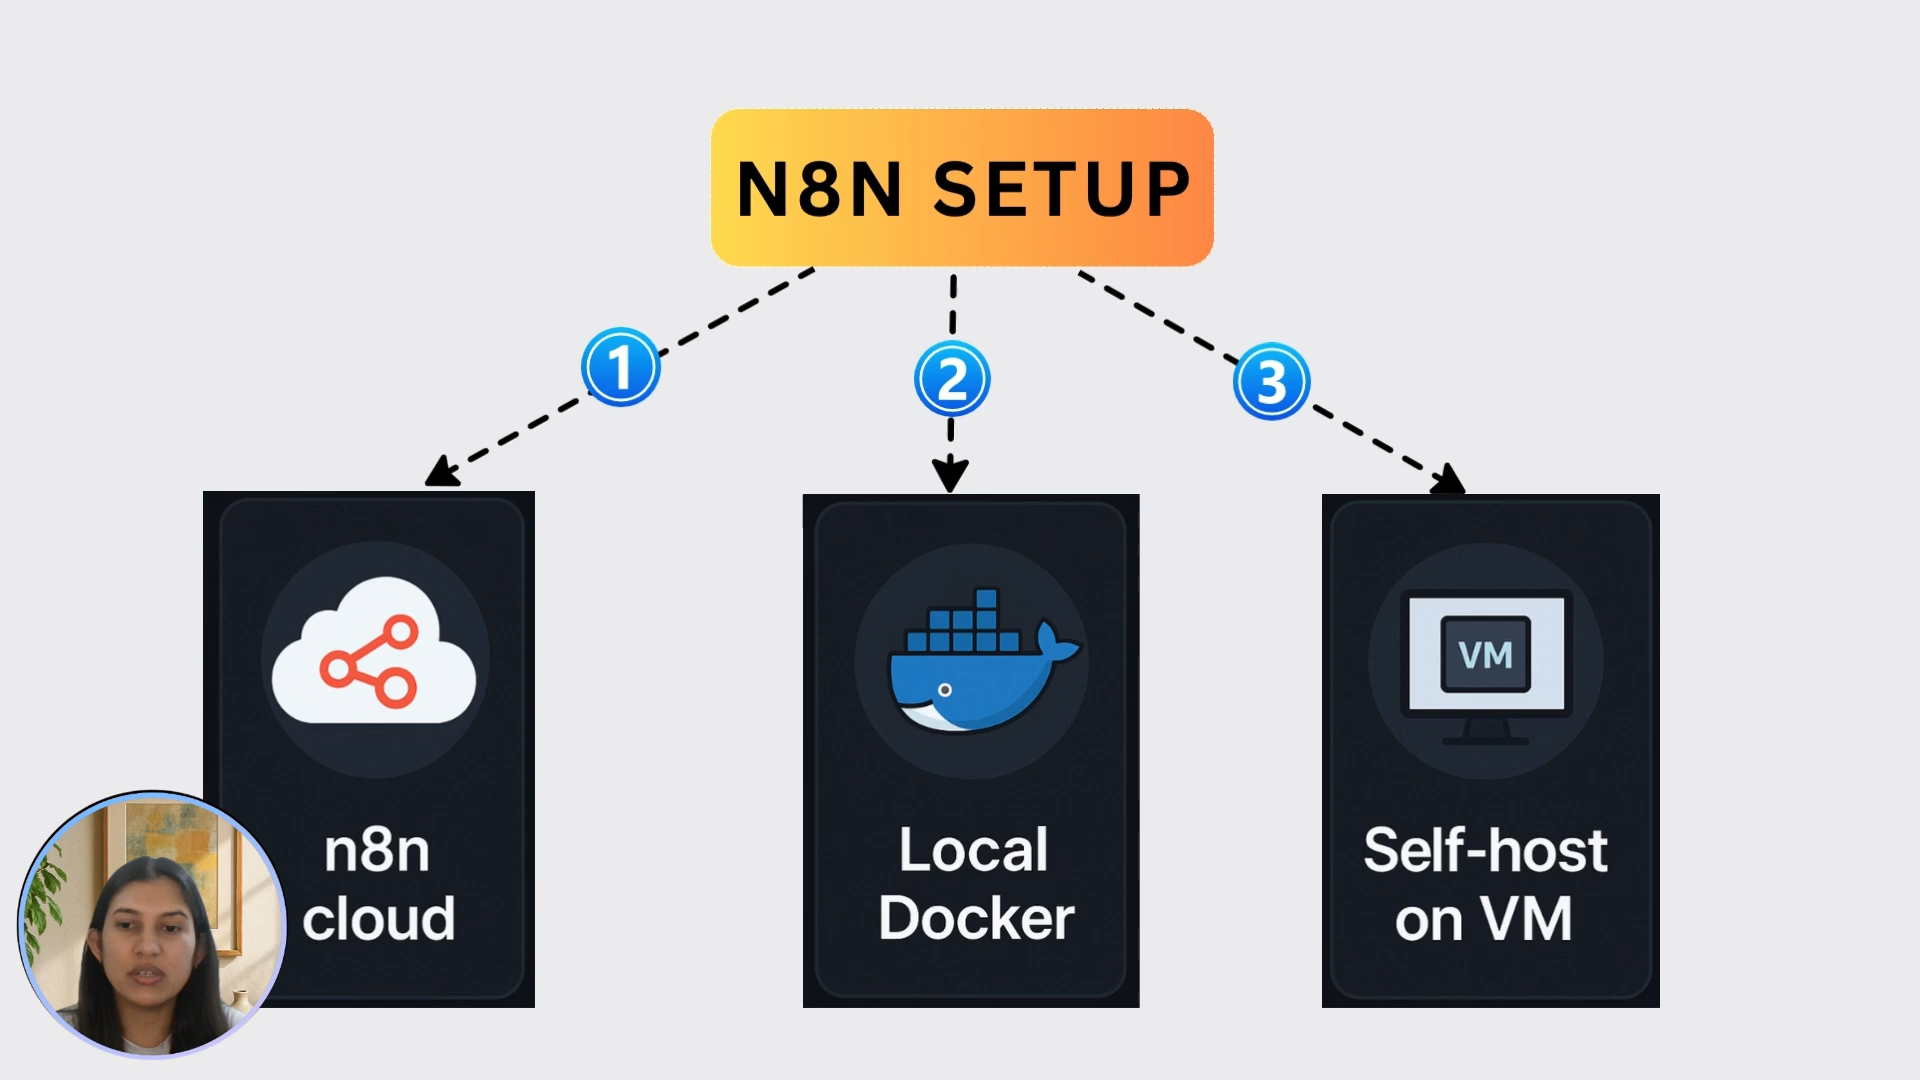 N8N SETUP
1
2
3
VM
n8n
cloud
Local
Docker
Self-host
on VM